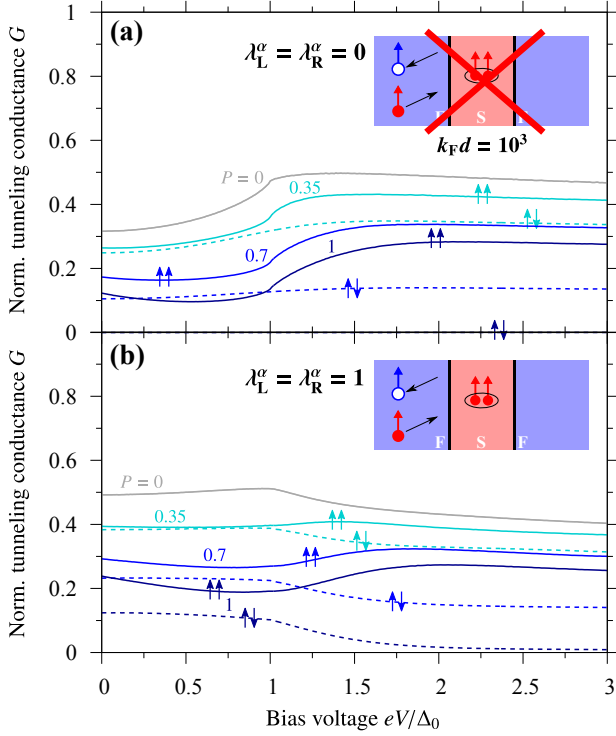 Norm. tunneling conductance G
1
0.8
0.6
0.4
0.2
0
(a)
λ_L^α = λ_R^α = 0
F
S
F
k_F d = 10^3
P = 0
0.35
0.7
1
Norm. tunneling conductance G
0.8
0.6
0.4
0.2
0
(b)
λ_L^α = λ_R^α = 1
F
S
F
P = 0
0.35
0.7
1
0
0.5
1
1.5
2
2.5
3
Bias voltage eV/Δ_0